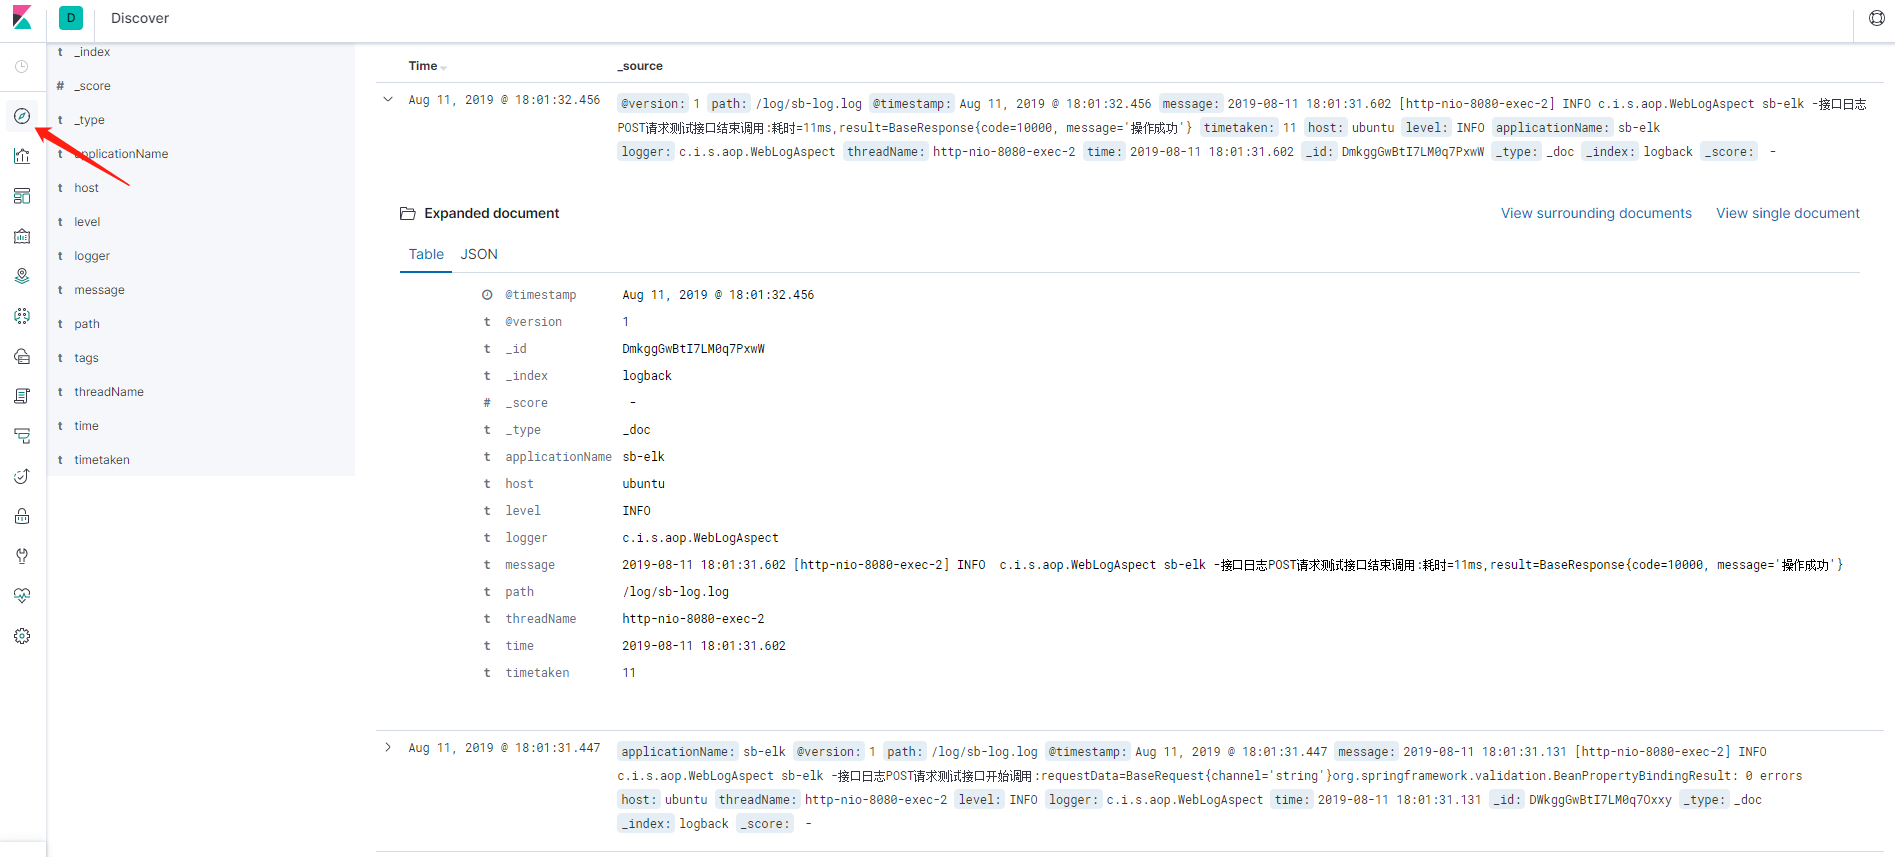 D Discover
t _index
# _score
t _type
t applicationName
t host
t level
t logger
t message
t path
t tags
t threadName
t time
t timetaken
Time _source
Aug 11, 2019 @ 18:01:32.456 @version: 1 path: /log/sb-log.log @timestamp: Aug 11, 2019 @ 18:01:32.456 message: 2019-08-11 18:01:31.602 [http-nio-8080-exec-2] INFO c.i.s.aop.WebLogAspect sb-elk -接口日志
POST请求测试接口结束调用:耗时=11ms,result=BaseResponse{code=10000, message='操作成功'} timetaken: 11 host: ubuntu level: INFO applicationName: sb-elk
logger: c.i.s.aop.WebLogAspect threadName: http-nio-8080-exec-2 time: 2019-08-11 18:01:31.602 _id: DmkggGwBtI7LM0q7PxwW _type: _doc _index: logback _score: -
Expanded document View surrounding documents View single document
Table JSON
@timestamp Aug 11, 2019 @ 18:01:32.456
t @version 1
t _id DmkggGwBtI7LM0q7PxwW
t _index logback
# _score -
t _type _doc
t applicationName sb-elk
t host ubuntu
t level INFO
t logger c.i.s.aop.WebLogAspect
t message 2019-08-11 18:01:31.602 [http-nio-8080-exec-2] INFO  c.i.s.aop.WebLogAspect sb-elk -接口日志POST请求测试接口结束调用:耗时=11ms,result=BaseResponse{code=10000, message='操作成功'}
t path /log/sb-log.log
t threadName http-nio-8080-exec-2
t time 2019-08-11 18:01:31.602
t timetaken 11
Aug 11, 2019 @ 18:01:31.447 applicationName: sb-elk @version: 1 path: /log/sb-log.log @timestamp: Aug 11, 2019 @ 18:01:31.447 message: 2019-08-11 18:01:31.131 [http-nio-8080-exec-2] INFO
c.i.s.aop.WebLogAspect sb-elk -接口日志POST请求测试接口开始调用:requestData=BaseRequest{channel='string'}org.springframework.validation.BeanPropertyBindingResult: 0 errors
host: ubuntu threadName: http-nio-8080-exec-2 level: INFO logger: c.i.s.aop.WebLogAspect time: 2019-08-11 18:01:31.131 _id: DWkggGwBtI7LM0q7Oxxy _type: _doc
_index: logback _score: -